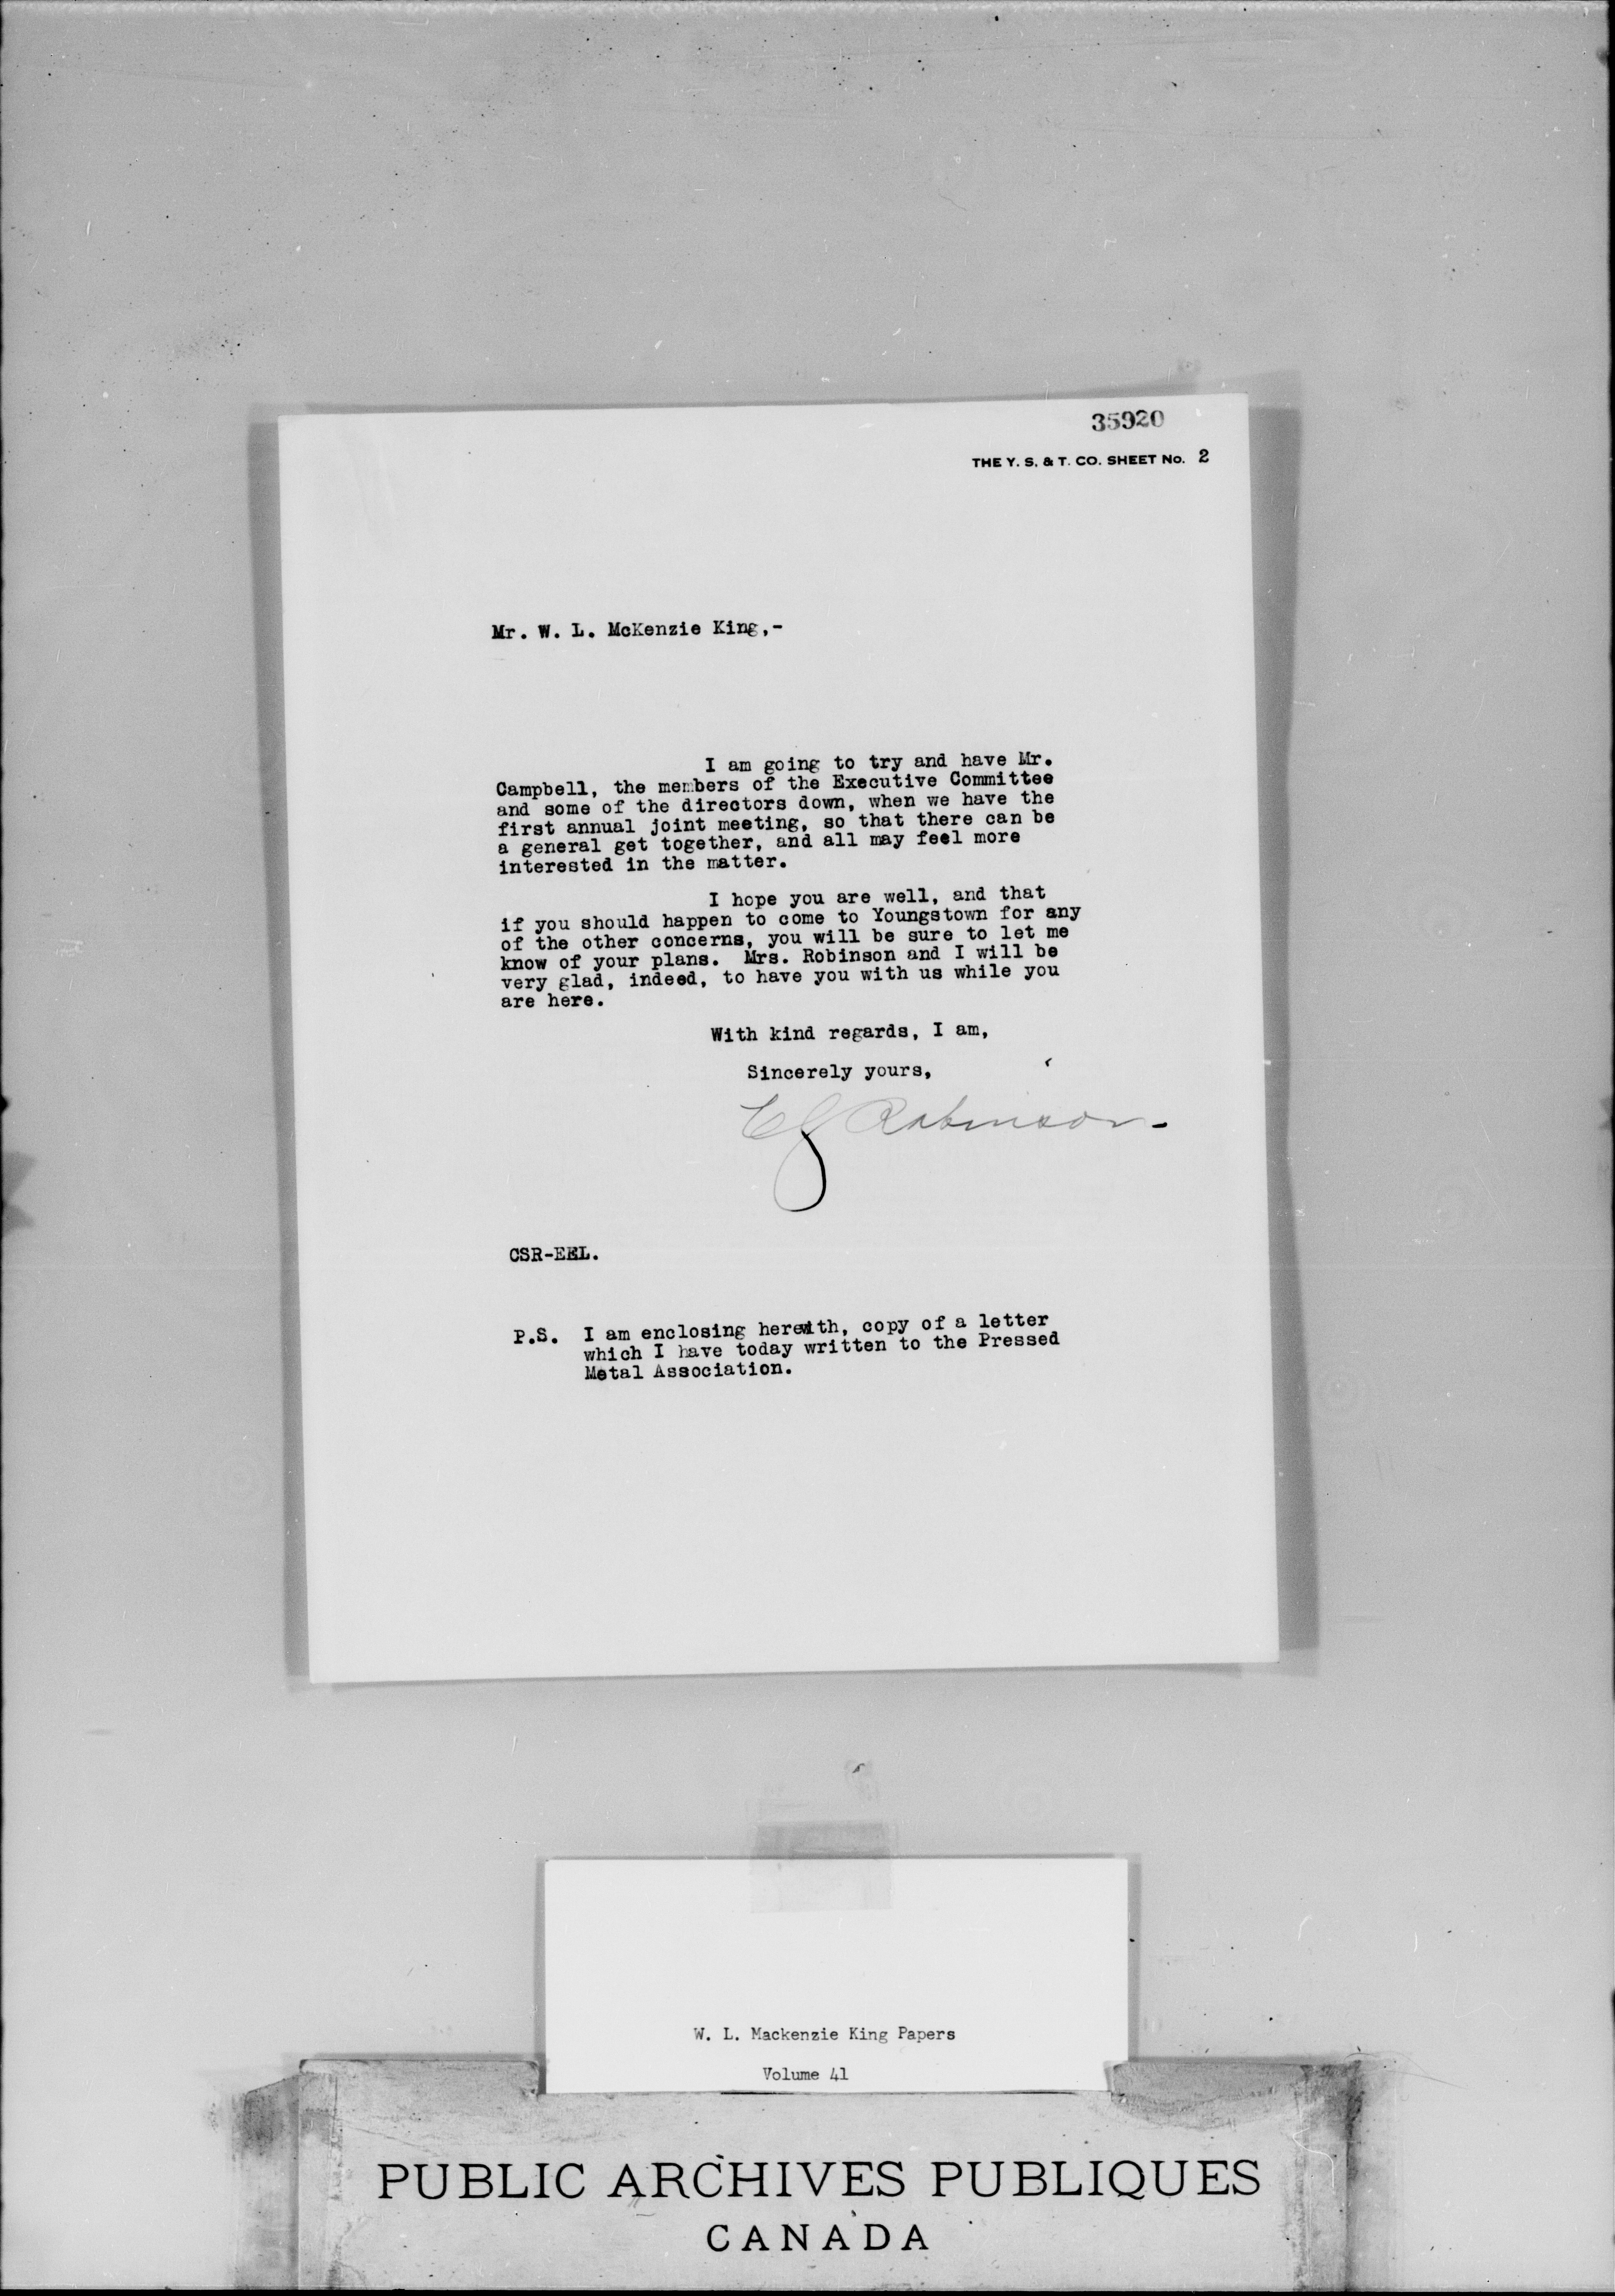 35920
THE Y. S. & T. CO. SHEET No. 2
Mr. W. L. McKenzie King,-
I am going to try and have Mr.
Campbell, the members of the Executive Committee
and some of the directors down, when we have the
first annual joint meeting, so that there can be
a general get together, and all may feel more
interested in the matter.
I hope you are well, and that
if you should happen to come to Youngstown for any
of the other concerns, you will be sure to let me
know of your plans. Mrs. Robinson and I will be
very glad, indeed, to have you with us while you
are here.
With kind regards, I am,
Sincerely yours,
CS Robinson
CSR-EEL.
P.S. I am enclosing herewith, copy of a letter
which I have today written to the Pressed
Metal Association.
W. L. Mackenzie King Papers
Volume 41
PUBLIC ARCHIVES PUBLIQUES
CANADA